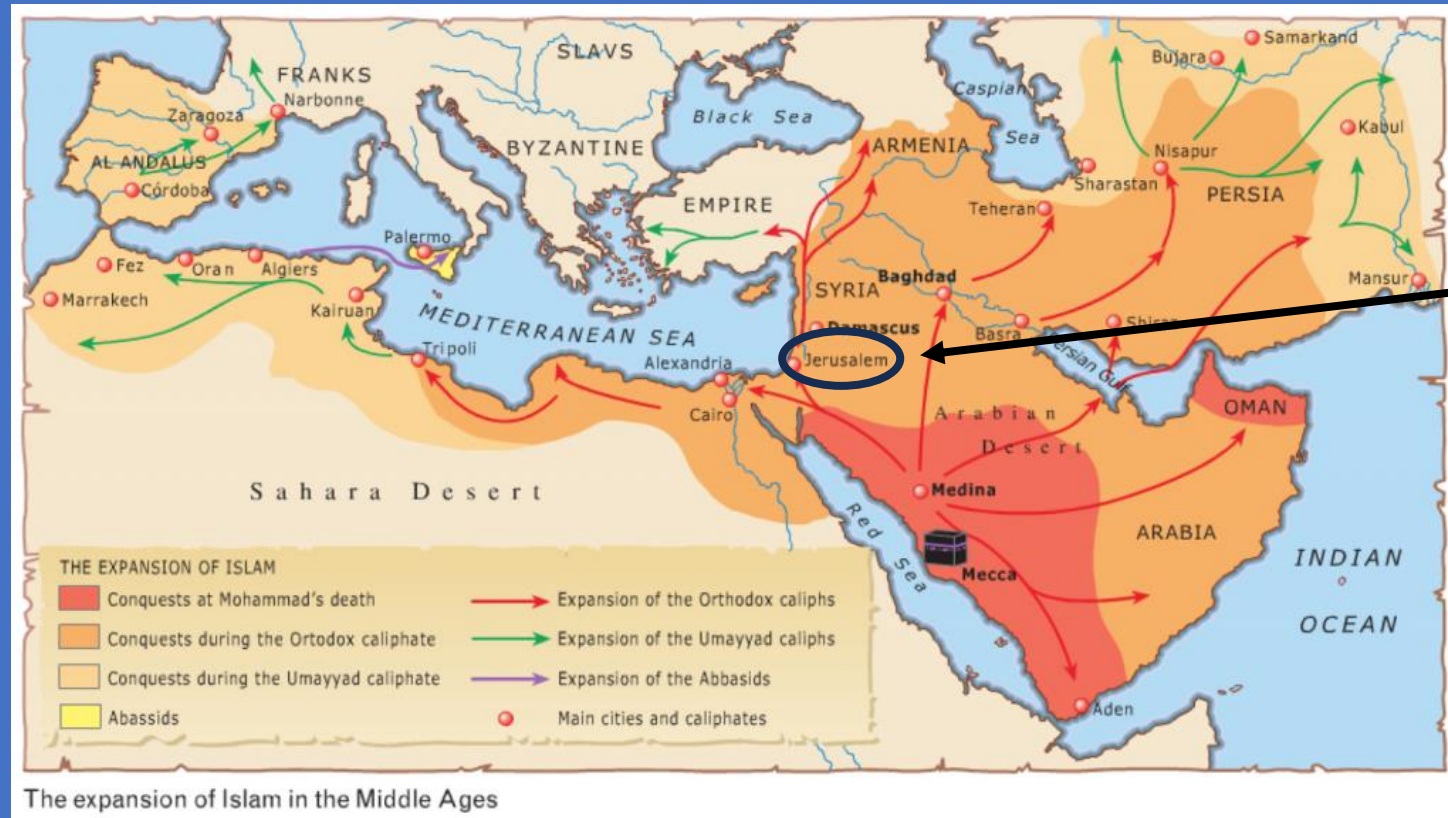 SLAVS
FRANKS
Narbonne
Zaragoza
AL ANDALUS
Córdoba
BYZANTINE
EMPIRE
Black Sea
Caspian
Sea
ARMENIA
Samarkand
Bujara
Kabul
Nisapur
Sharastan
PERSIA
Teheran
Mansur
Palermo
Fez
Oran
Algiers
Marrakech
Kairuan
MEDITERRANEAN SEA
Tripoli
Alexandria
Cairo
SYRIA
Baghdad
Damascus
Jerusalem
Basra
Persian Gulf
Arabian
Desert
OMAN
Medina
Mecca
ARABIA
Red Sea
Aden
INDIAN
OCEAN
Sahara Desert
THE EXPANSION OF ISLAM
Conquests at Mohammad's death
Conquests during the Ortodox caliphate
Conquests during the Umayyad caliphate
Abassids
Expansion of the Orthodox caliphs
Expansion of the Umayyad caliphs
Expansion of the Abbasids
Main cities and caliphates
The expansion of Islam in the Middle Ages